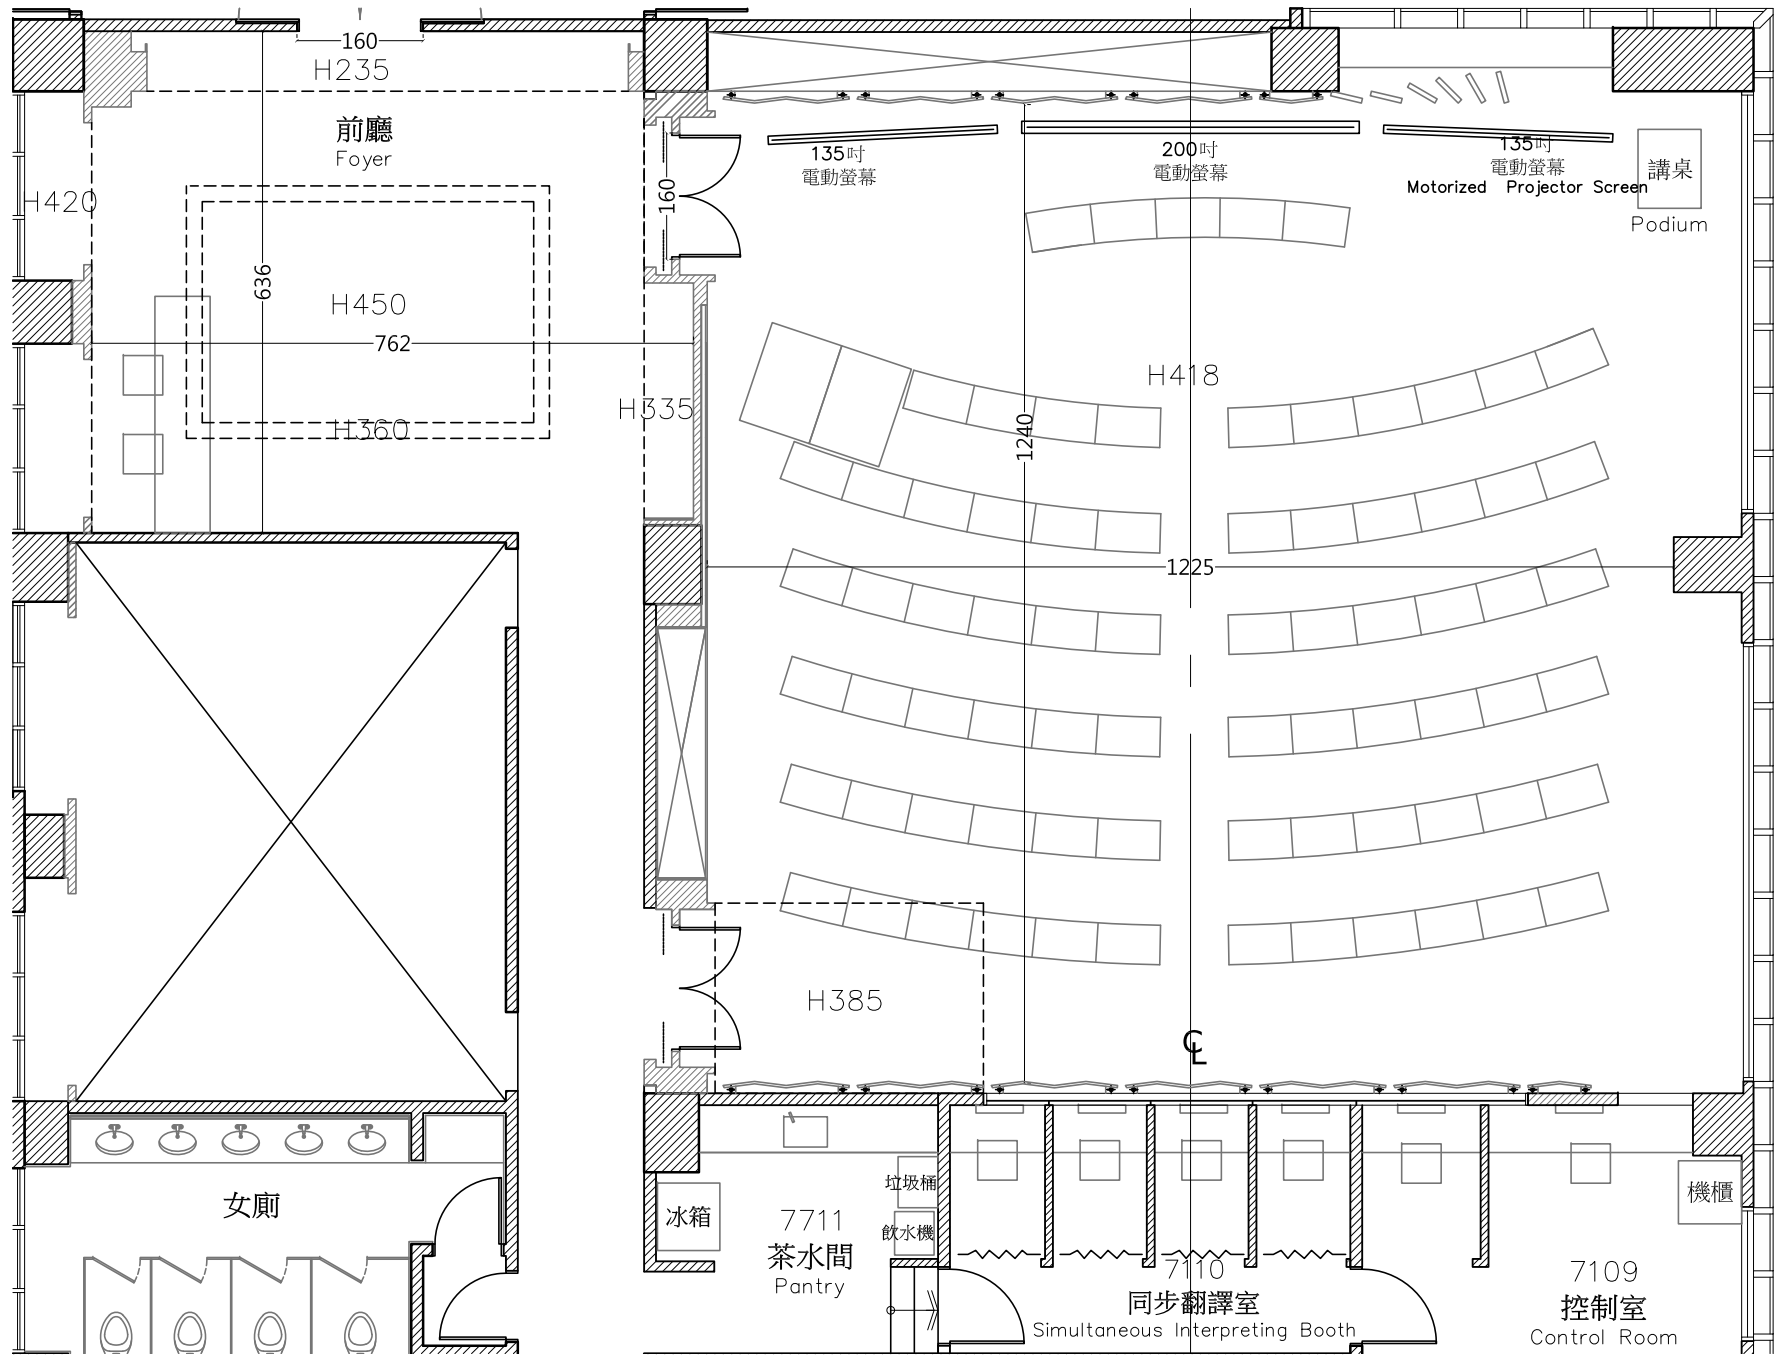 160
H235
前廳
Foyer
H420
636
H450
762
H360
H335
160
135吋
電動螢幕
200吋
電動螢幕
135吋
電動螢幕
Motorized Projector Screen
講桌
Podium
H418
1240
1225
H385
CL
女廁
冰箱
垃圾桶
飲水機
7711
茶水間
Pantry
7110
同步翻譯室
Simultaneous Interpreting Booth
機櫃
7109
控制室
Control Room